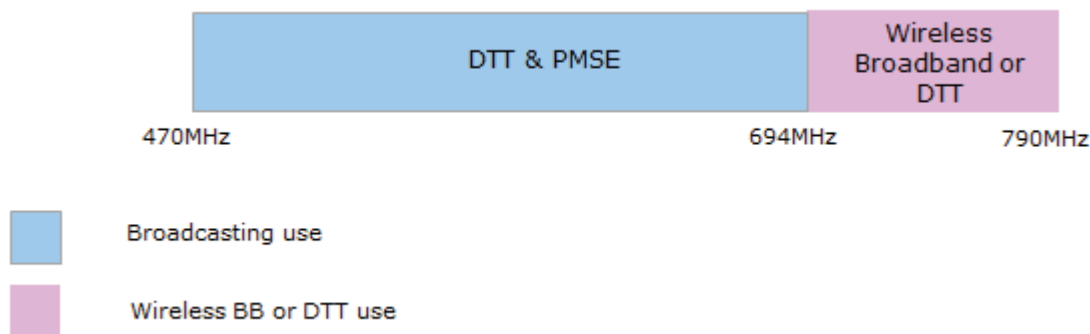 DTT & PMSE
Wireless
Broadband or
DTT
470MHz
694MHz
790MHz
Broadcasting use
Wireless BB or DTT use